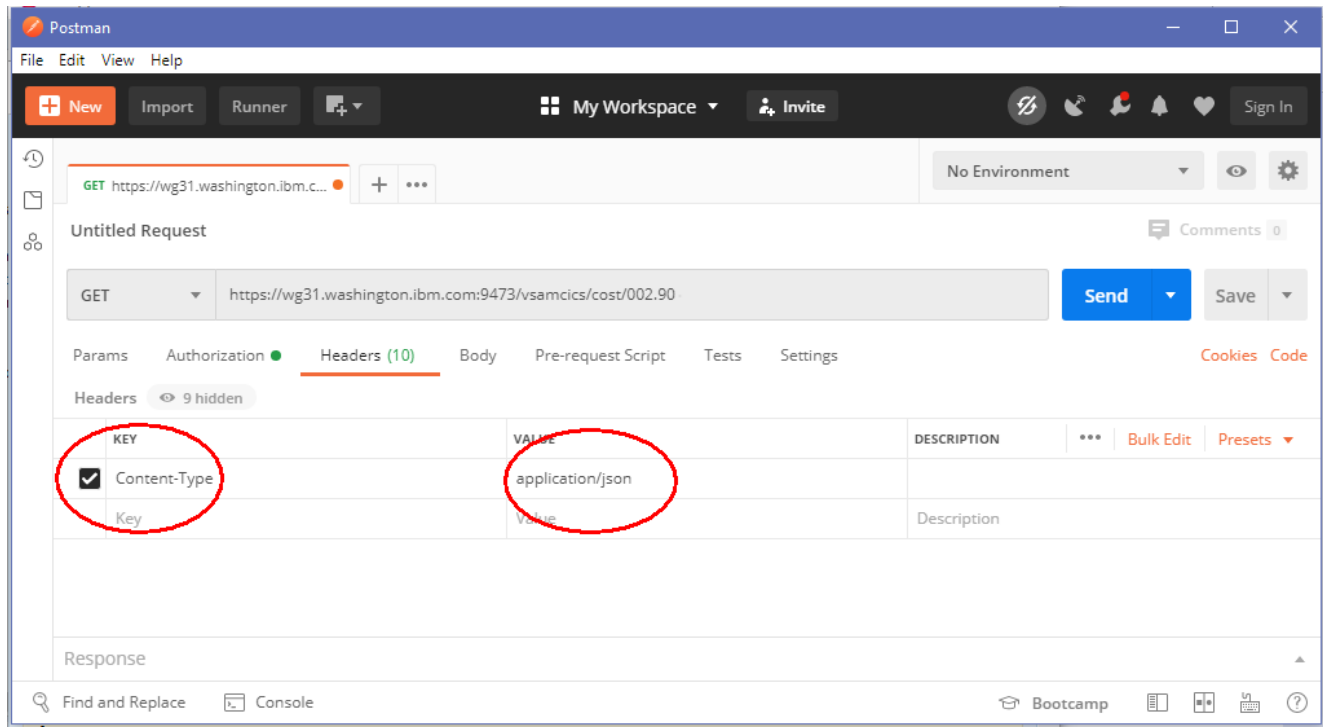 Postman
File Edit View Help
New Import Runner My Workspace Invite Sign In
GET https://wg31.washington.ibm.c... No Environment
Untitled Request Comments 0
GET https://wg31.washington.ibm.com:9473/vsamcics/cost/002.90 Send Save
Params Authorization Headers (10) Body Pre-request Script Tests Settings Cookies Code
Headers 9 hidden
KEY VALUE DESCRIPTION ••• Bulk Edit Presets
Content-Type application/json
Key Value Description
Response
Find and Replace Console Bootcamp